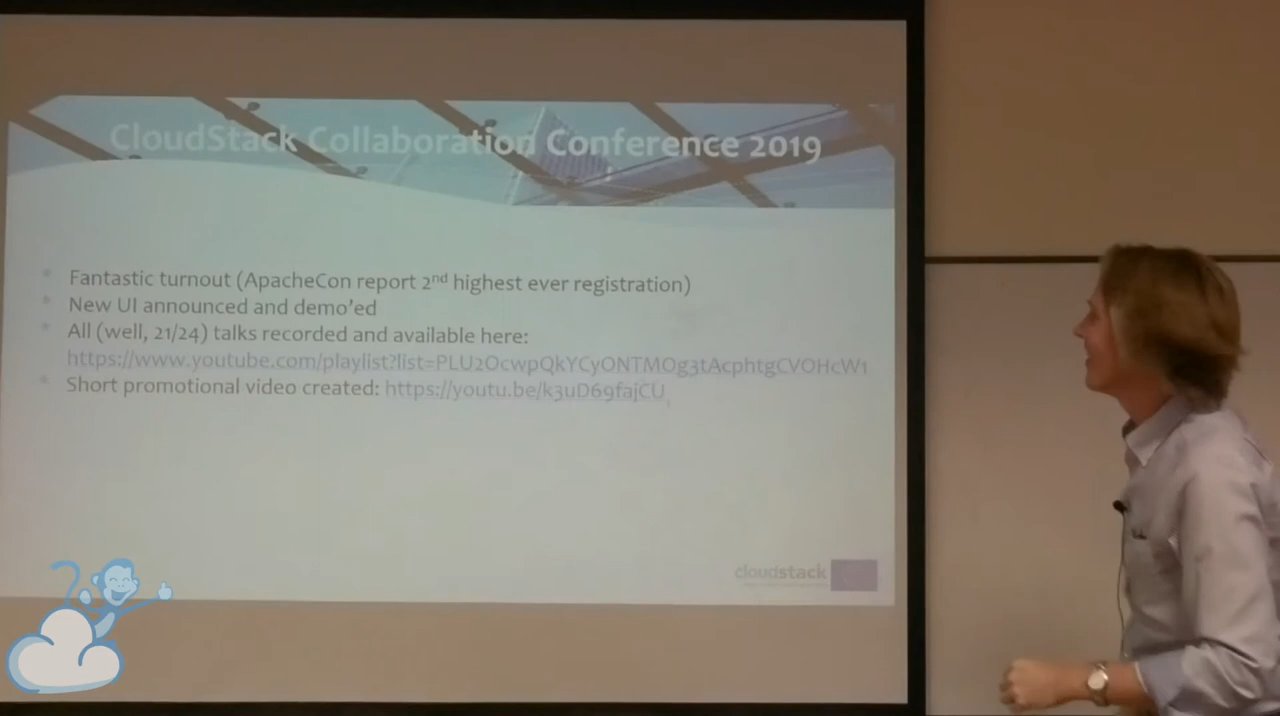 CloudStack Collaboration Conference 2019
Fantastic turnout (ApacheCon report 2nd highest ever registration)
New UI announced and demo'ed
All (well, 21/24) talks recorded and available here:
https://www.youtube.com/playlist?list=PLU2OcwpQkYCyONTMOg3tAcphtgCVOHcW1
Short promotional video created: https://youtu.be/k3uD69fajCU
cloudstack